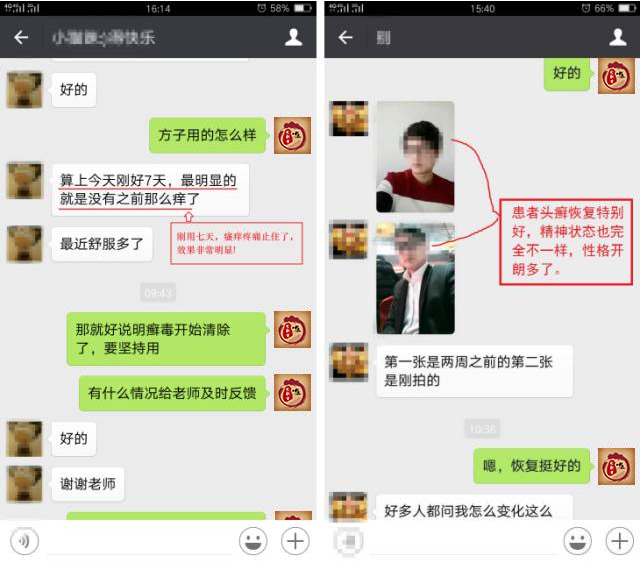 16:14
58%
得快乐
好的
方子用的怎么样
算上今天刚好7天，最明显的
就是没有之前那么痒了
刚用七天，瘙痒疼痛止住了，
效果非常明显!
最近舒服多了
09:43
那就好说明癣毒开始清除
了，要坚持用
有什么情况给老师及时反馈
好的
谢谢老师
15:40
66%
好的
患者头癣恢复特别
好，精神状态也完
全不一样，性格开
朗多了。
第一张是两周之前的第二张
是刚拍的
10:36
嗯，恢复挺好的
好多人都问我怎么变化这么